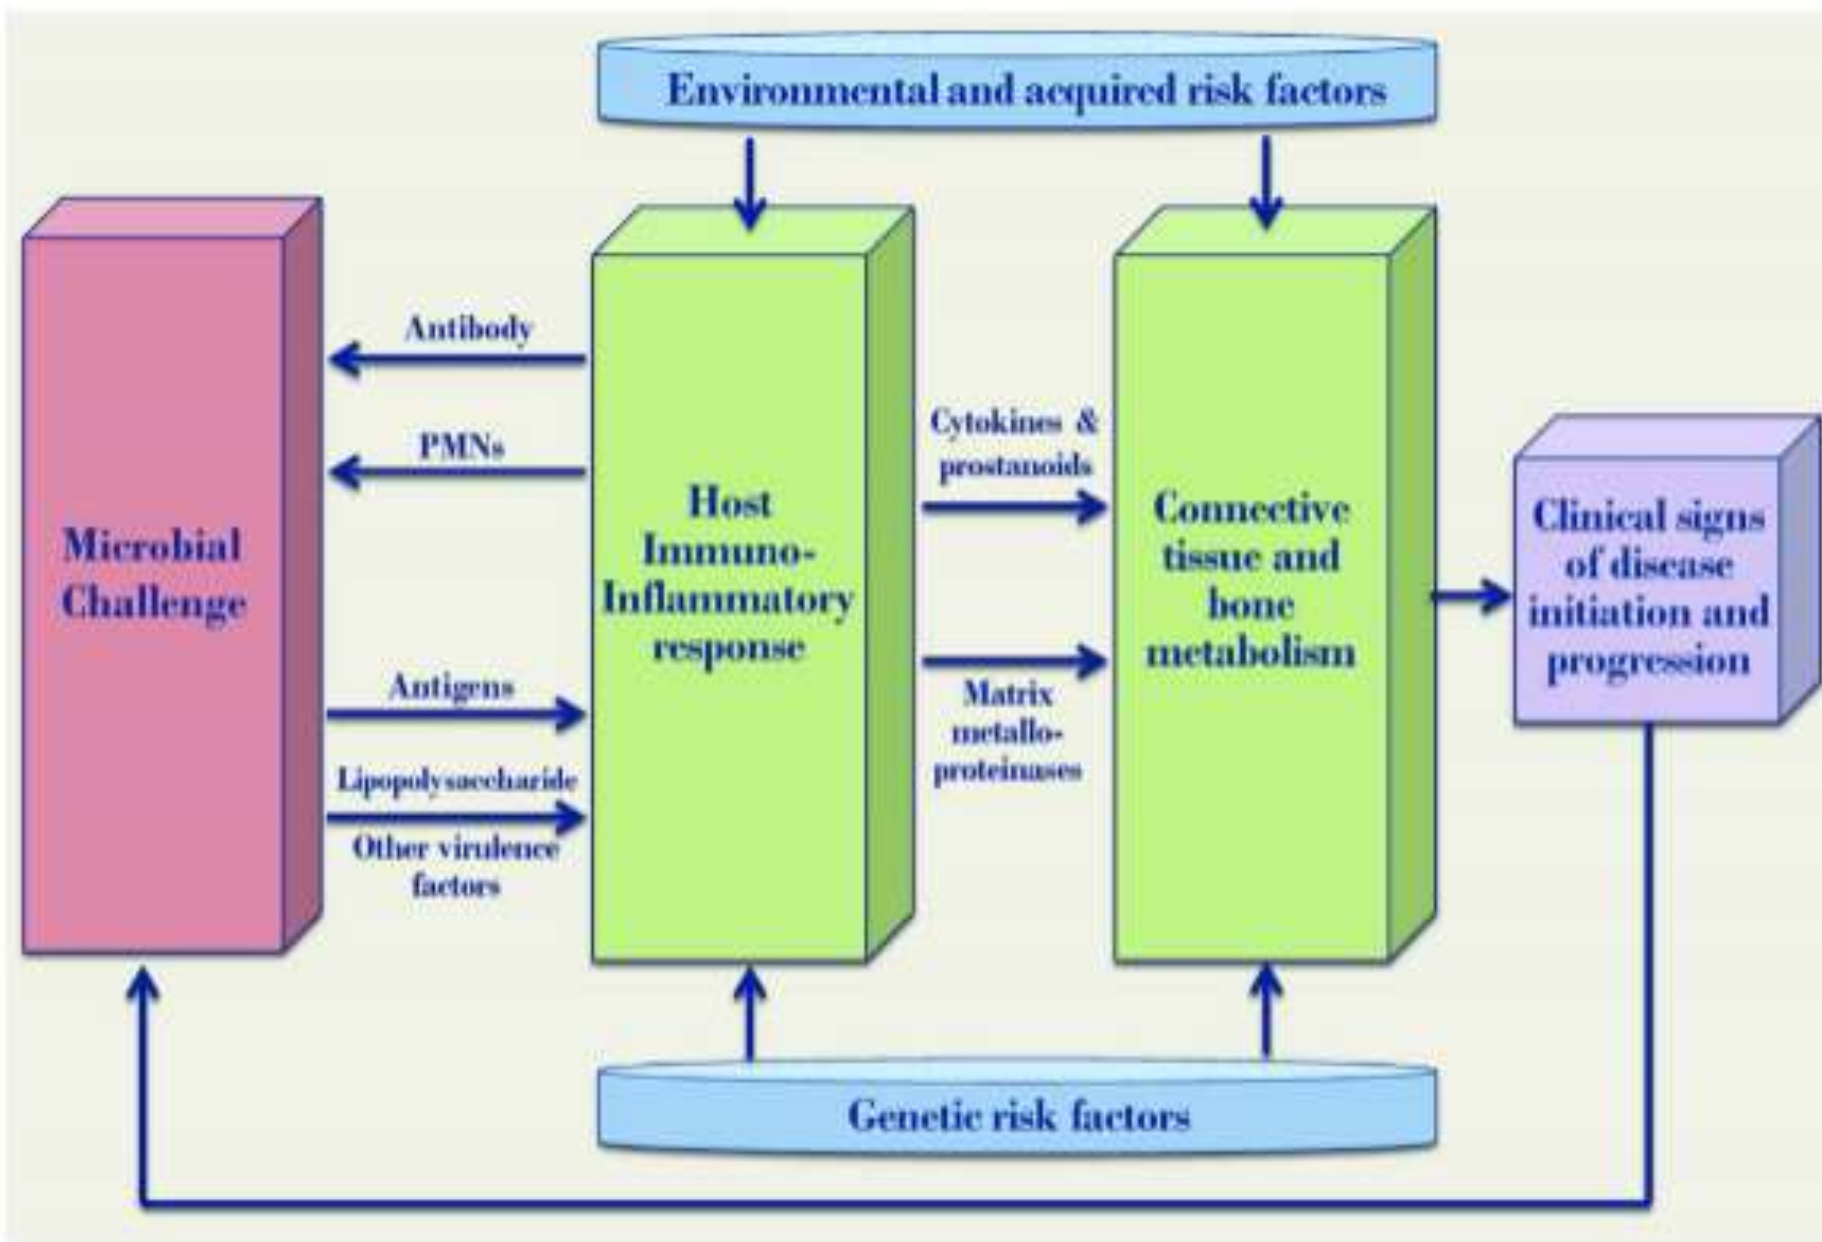 Environmental and acquired risk factors
Microbial
Challenge
Antibody
PMNs
Antigens
Lipopolysaccharide
Other virulence
factors
Host
Immuno-
Inflammatory
response
Cytokines &
prostanoids
Matrix
metallo-
proteinases
Connective
tissue and
bone
metabolism
Clinical signs
of disease
initiation and
progression
Genetic risk factors